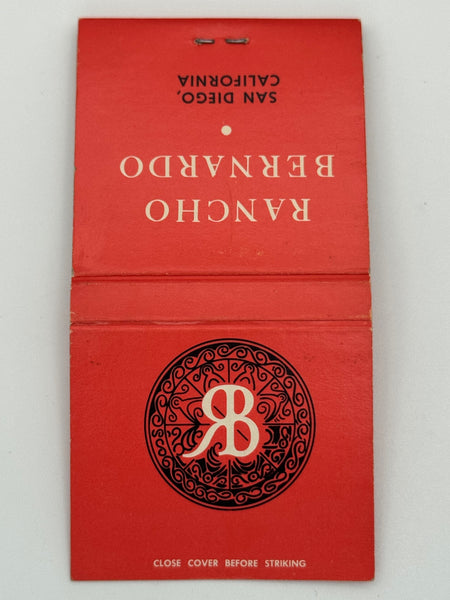 RANCHO
BERNARDO
•
SAN DIEGO,
CALIFORNIA
RB
CLOSE COVER BEFORE STRIKING